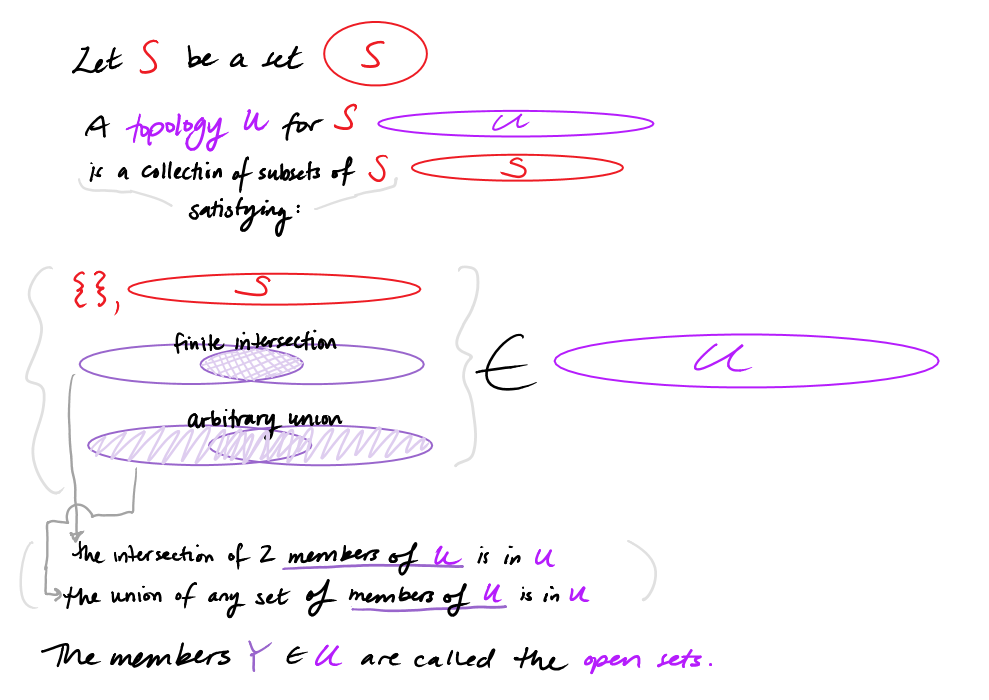 Let S be a set S
A topology U for S U
is a collection of subsets of S S
satisfying:
{}, S
finite intersection
∈ U
arbitrary union
the intersection of 2 members of U is in U
the union of any set of members of U is in U
The members Y ∈ U are called the open sets.